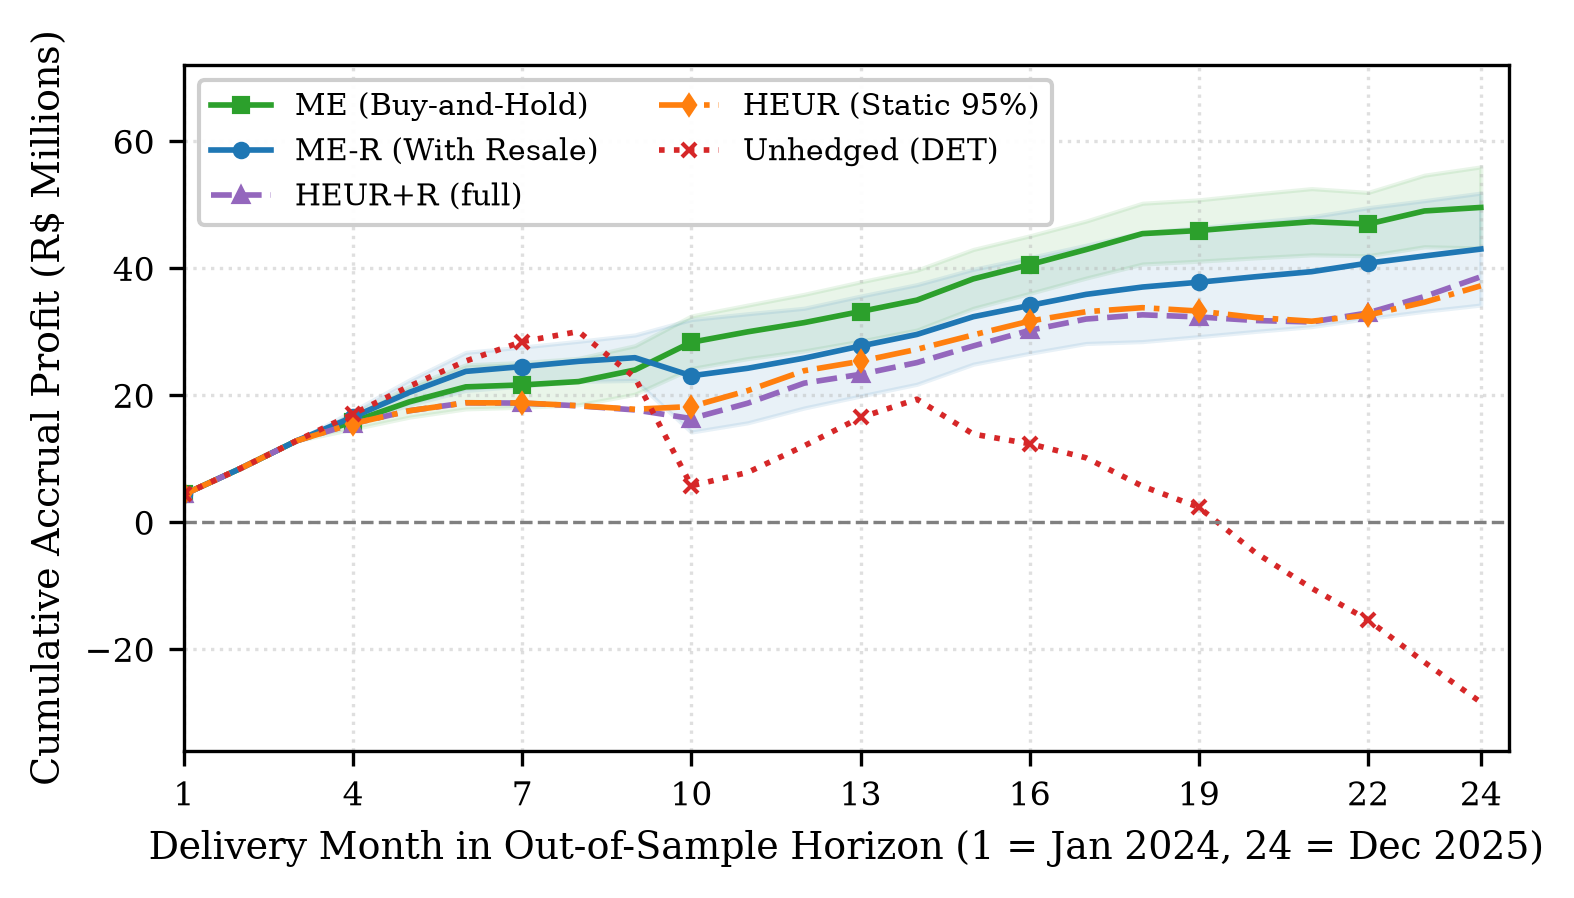 Cumulative Accrual Profit (R$ Millions)
60
40
20
0
−20
ME (Buy-and-Hold)
ME-R (With Resale)
HEUR+R (full)
HEUR (Static 95%)
Unhedged (DET)
1 4 7 10 13 16 19 22 24
Delivery Month in Out-of-Sample Horizon (1 = Jan 2024, 24 = Dec 2025)